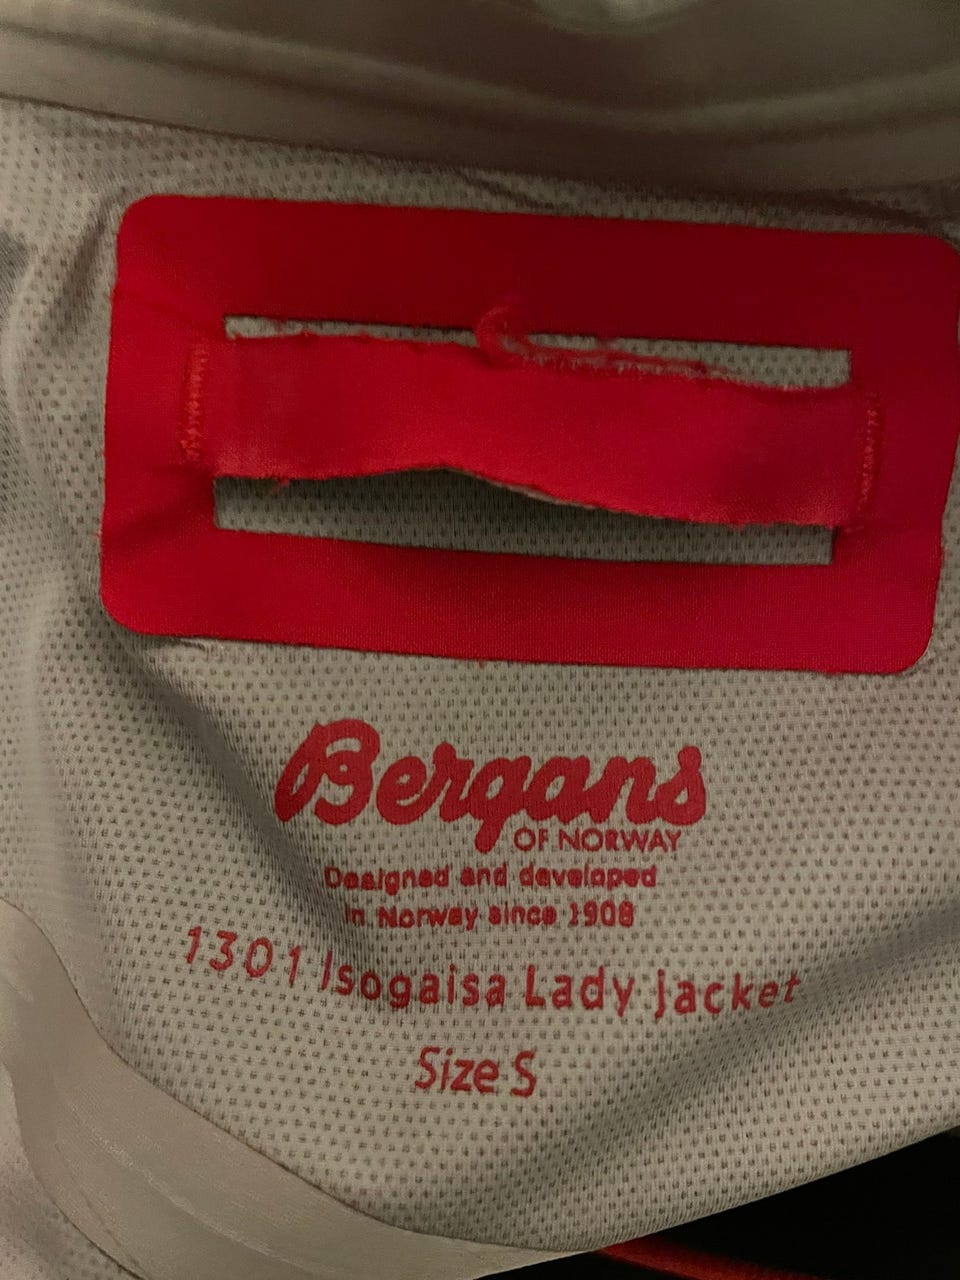 Bergans
OF NORWAY
Designed and developed
in Norway since 1908
1301 Isogaisa Lady jacket
Size S